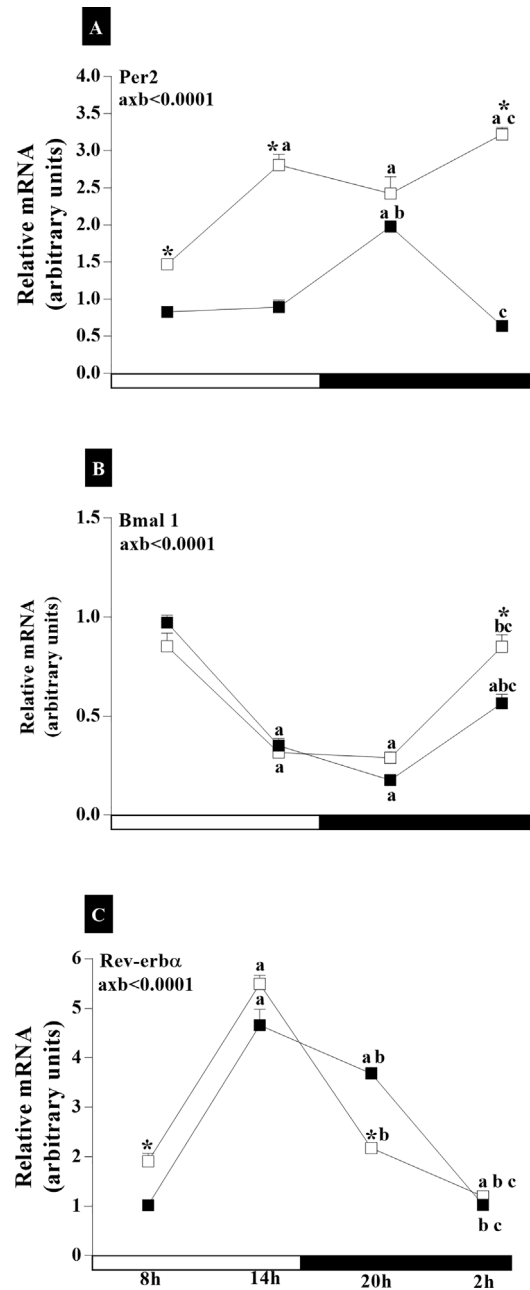 A
Per2
axb<0.0001
Relative mRNA
(arbitrary units)
4.0
3.5
3.0
2.5
2.0
1.5
1.0
0.5
0.0
*
* a
a
a b
*
a c
c
B
Bmal 1
axb<0.0001
Relative mRNA
(arbitrary units)
1.5
1.0
0.5
0.0
a
a
a
a
*
bc
abc
C
Rev-erbα
axb<0.0001
Relative mRNA
(arbitrary units)
6
5
4
3
2
1
0
*
a
a
a b
*b
a b c
b c
8h 14h 20h 2h